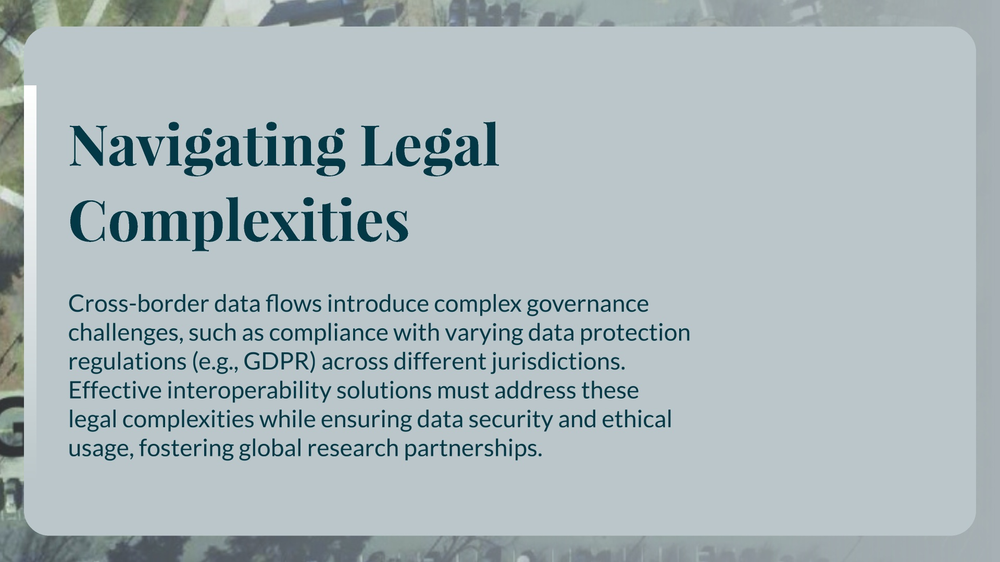 Navigating Legal
Complexities
Cross-border data flows introduce complex governance
challenges, such as compliance with varying data protection
regulations (e.g., GDPR) across different jurisdictions.
Effective interoperability solutions must address these
legal complexities while ensuring data security and ethical
usage, fostering global research partnerships.
G